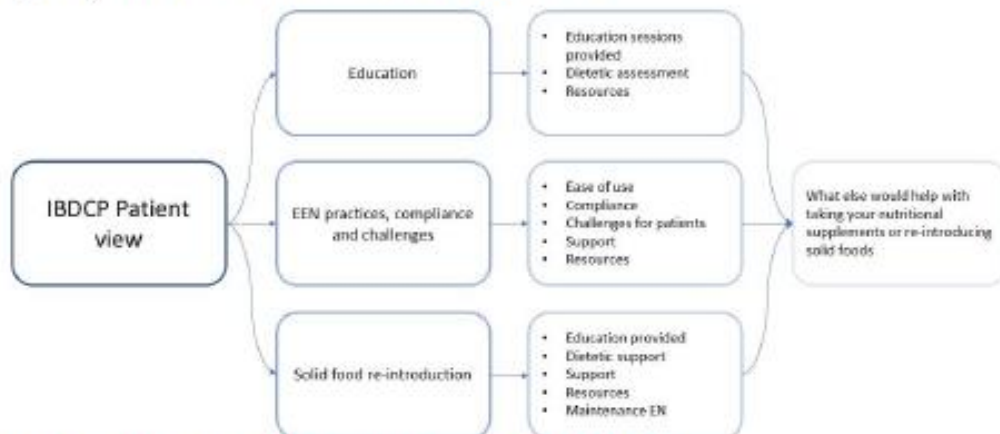 Education
• Education sessions
provided
• Dietetic assessment
• Resources
IBDCP Patient
view
EEN practices, compliance
and challenges
• Ease of use
• Compliance
• Challenges for patients
• Support
• Resources
What else would help with
taking your nutritional
supplements or re-introducing
solid foods
Solid food re-introduction
• Education provided
• Dietetic support
• Support
• Resources
• Maintenance EN